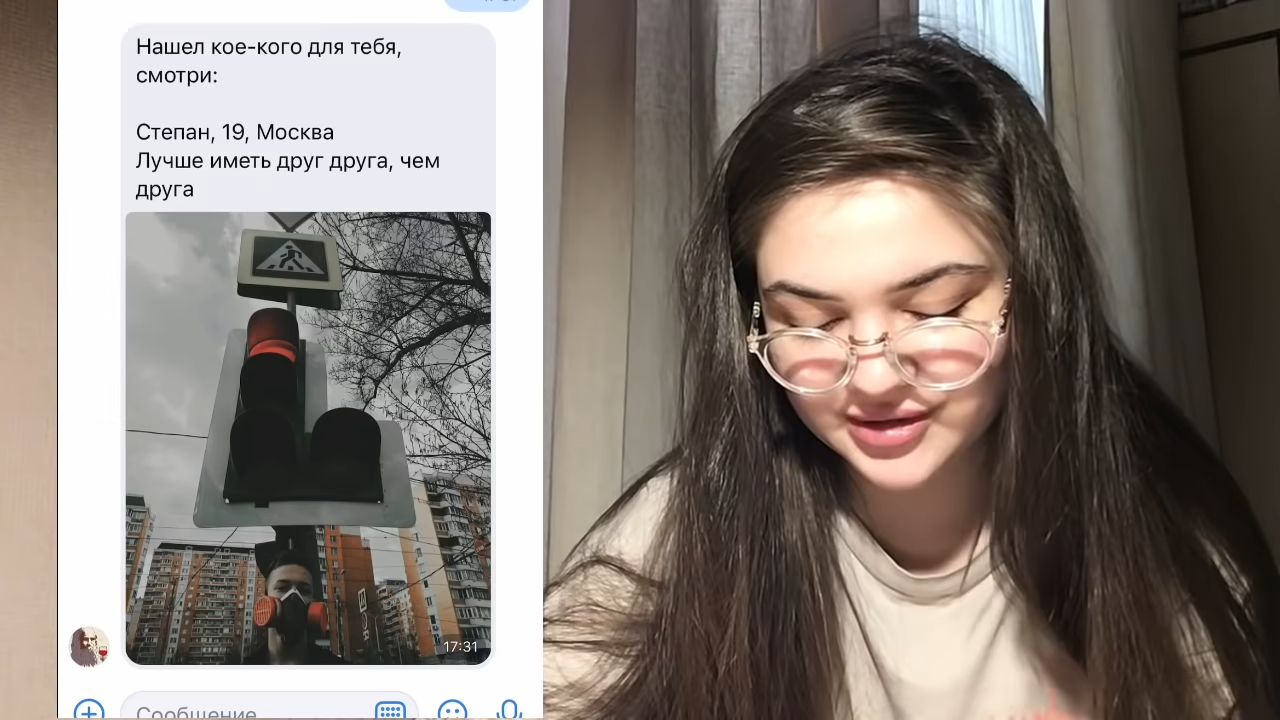 Нашел кое-кого для тебя,
смотри:
Степан, 19, Москва
Лучше иметь друг друга, чем
друга
17:31
Сообщение